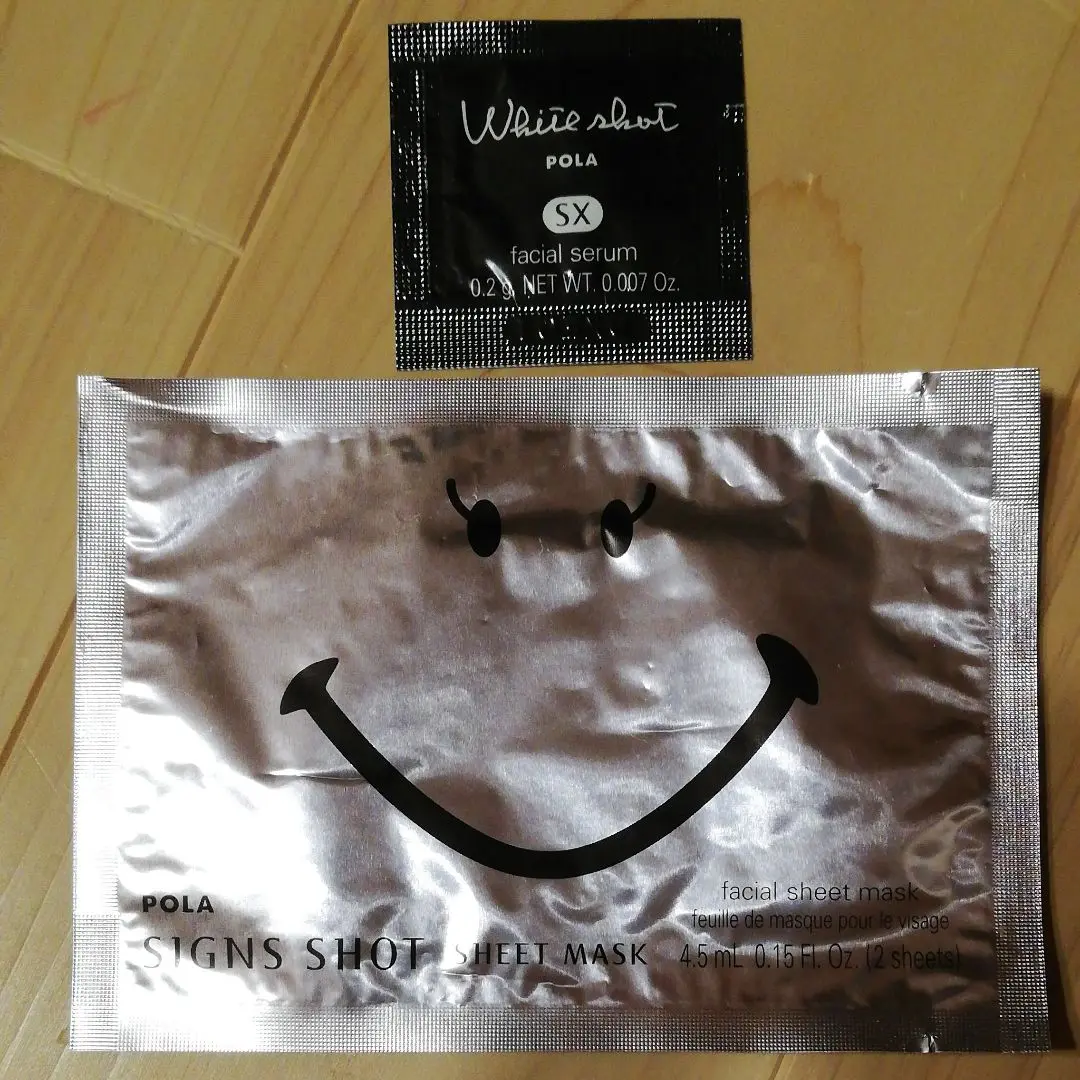 White shot
POLA
SX
facial serum
0.2 g NET WT. 0.007 Oz.
POLA
SIGNS SHOT SHEET MASK
facial sheet mask
feuille de masque pour le visage
4.5 mL 0.15 Fl. Oz. (2 sheets)